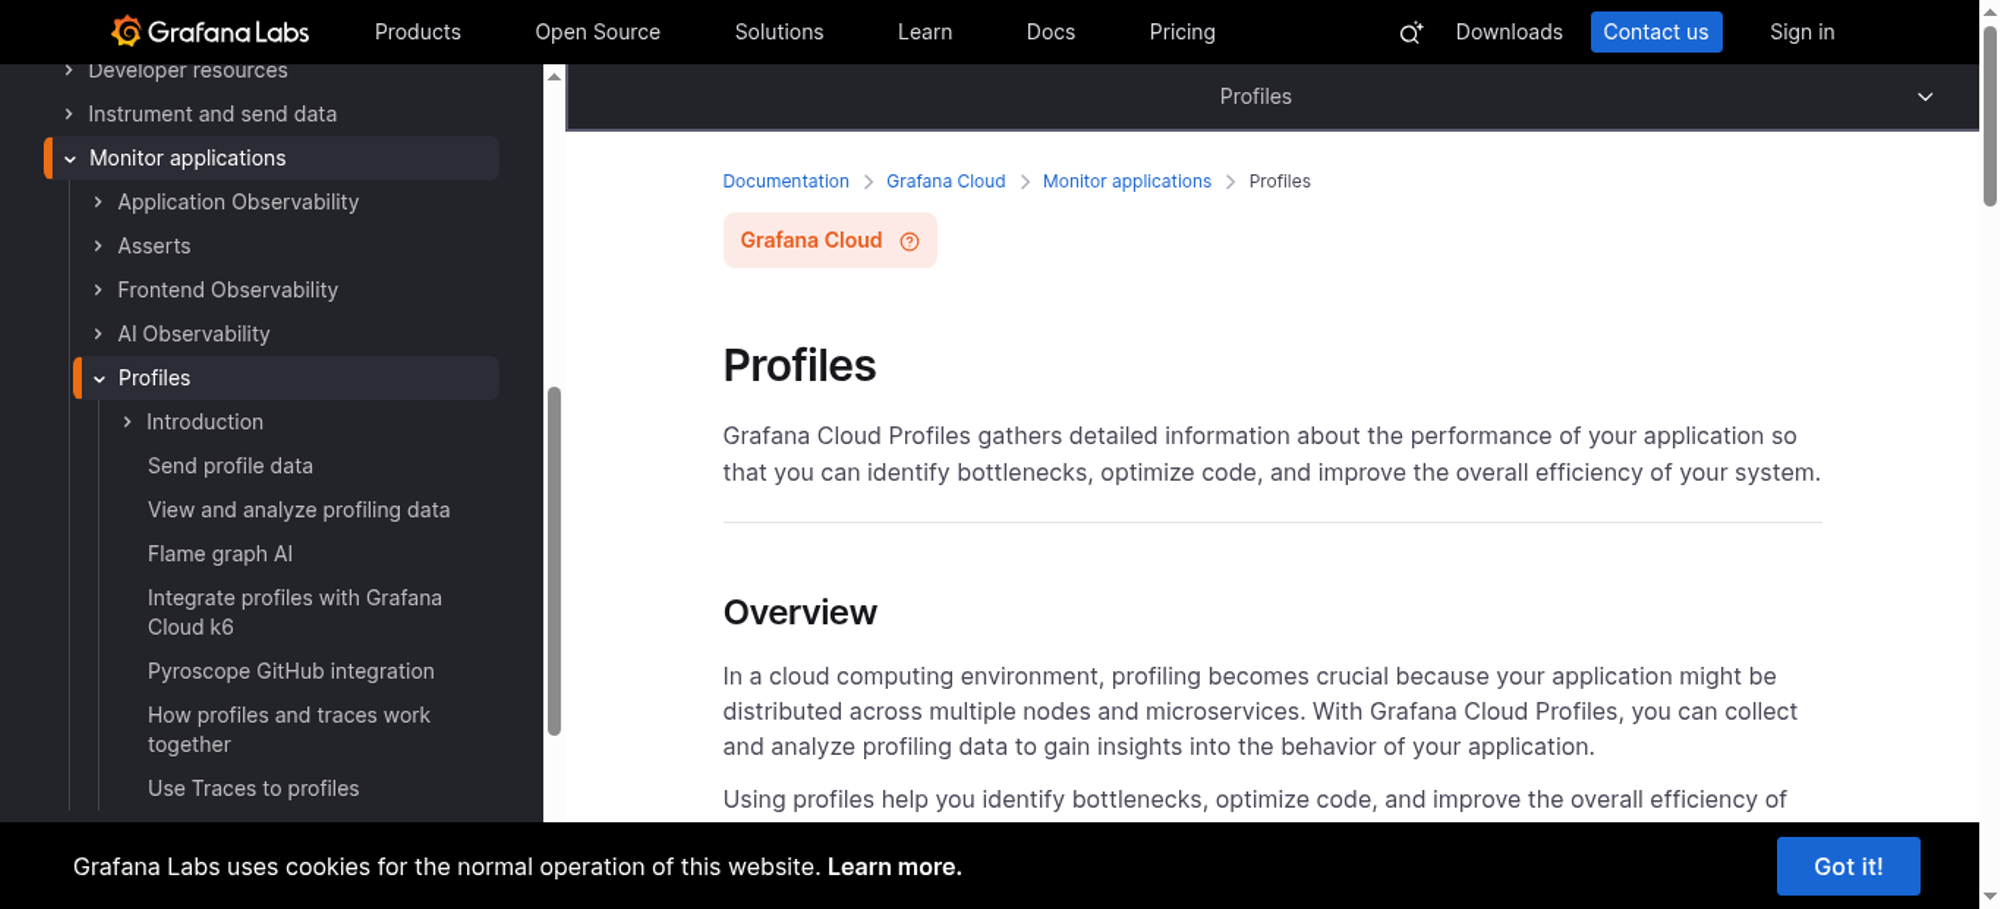 Grafana Labs
Products
Open Source
Solutions
Learn
Docs
Pricing
Downloads
Contact us
Sign in
Developer resources
Instrument and send data
Monitor applications
Application Observability
Asserts
Frontend Observability
AI Observability
Profiles
Introduction
Send profile data
View and analyze profiling data
Flame graph AI
Integrate profiles with Grafana
Cloud k6
Pyroscope GitHub integration
How profiles and traces work
together
Use Traces to profiles
Profiles
Documentation > Grafana Cloud > Monitor applications > Profiles
Grafana Cloud
Profiles
Grafana Cloud Profiles gathers detailed information about the performance of your application so
that you can identify bottlenecks, optimize code, and improve the overall efficiency of your system.
Overview
In a cloud computing environment, profiling becomes crucial because your application might be
distributed across multiple nodes and microservices. With Grafana Cloud Profiles, you can collect
and analyze profiling data to gain insights into the behavior of your application.
Using profiles help you identify bottlenecks, optimize code, and improve the overall efficiency of
Grafana Labs uses cookies for the normal operation of this website. Learn more.
Got it!